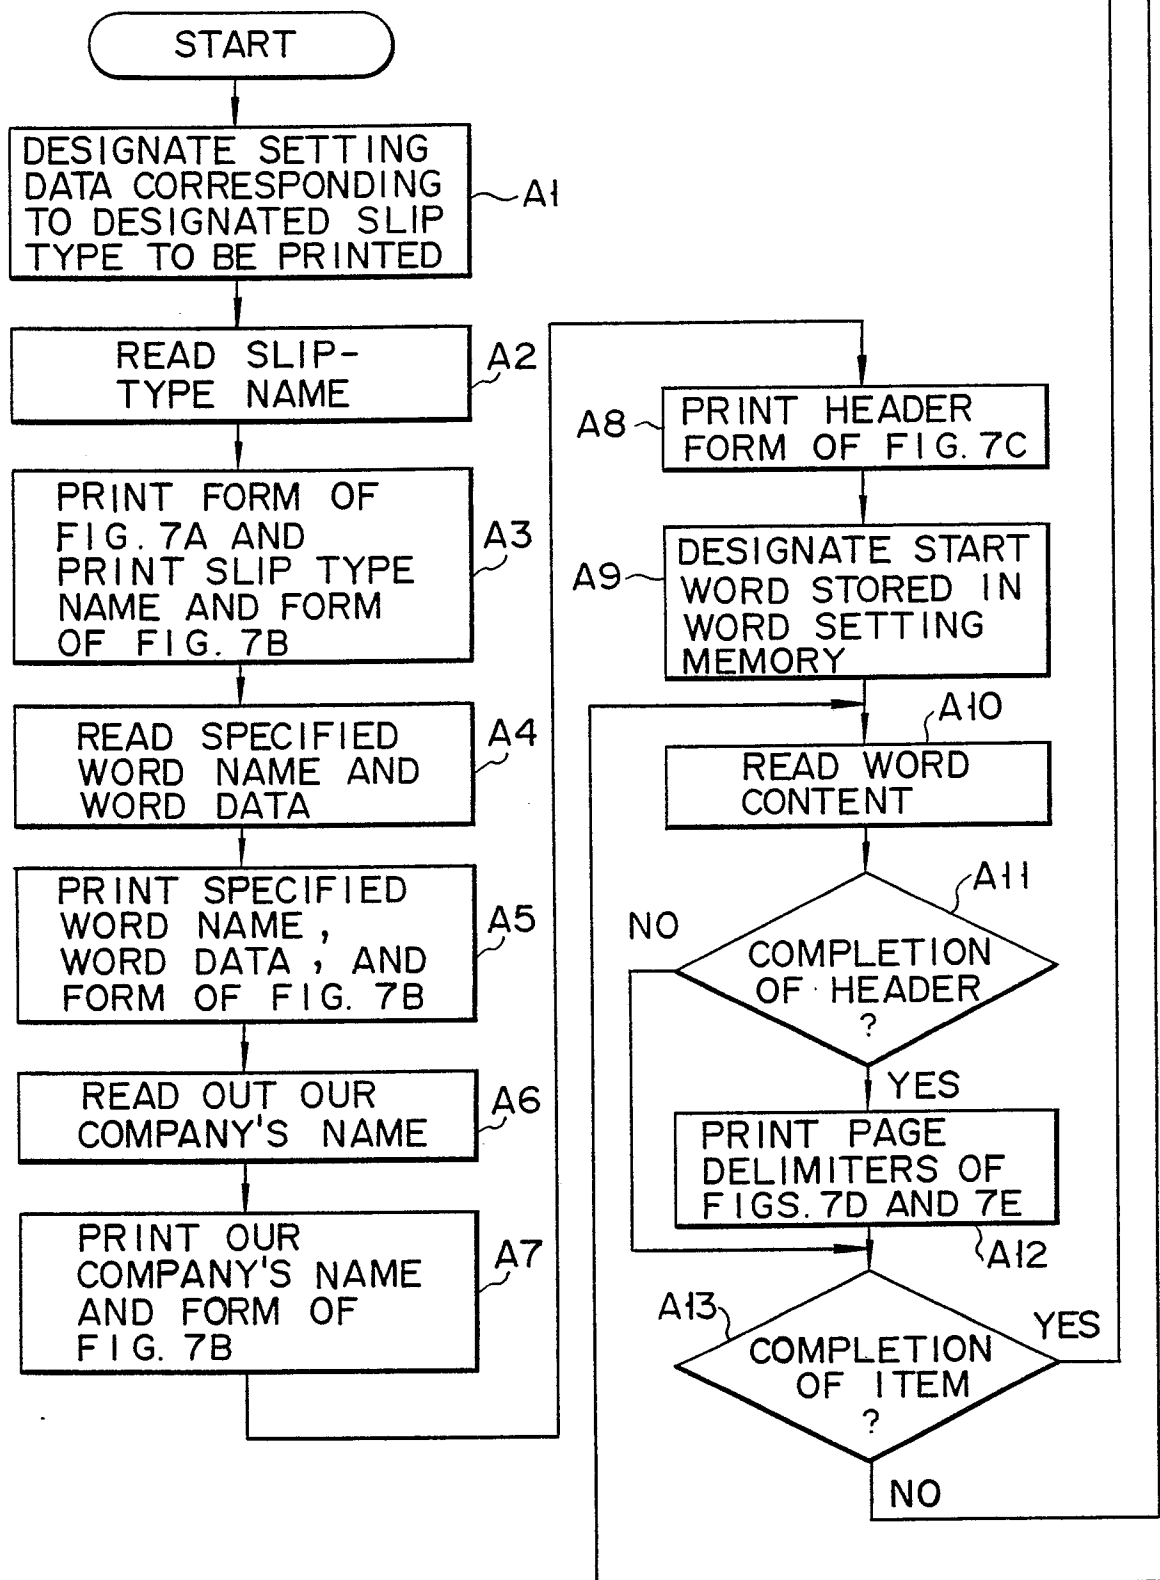 START
DESIGNATE SETTING
DATA CORRESPONDING
TO DESIGNATED SLIP
TYPE TO BE PRINTED
A1
READ SLIP-
TYPE NAME
A2
PRINT FORM OF
FIG. 7A AND
PRINT SLIP TYPE
NAME AND FORM
OF FIG. 7B
A3
READ SPECIFIED
WORD NAME AND
WORD DATA
A4
PRINT SPECIFIED
WORD NAME,
WORD DATA, AND
FORM OF FIG. 7B
A5
READ OUT OUR
COMPANY'S NAME
A6
PRINT OUR
COMPANY'S NAME
AND FORM OF
FIG. 7B
A7
A8
PRINT HEADER
FORM OF FIG. 7C
A9
DESIGNATE START
WORD STORED IN
WORD SETTING
MEMORY
A10
READ WORD
CONTENT
A11
NO
COMPLETION
OF HEADER
?
YES
PRINT PAGE
DELIMITERS OF
FIGS. 7D AND 7E
A12
A13
YES
COMPLETION
OF ITEM
?
NO